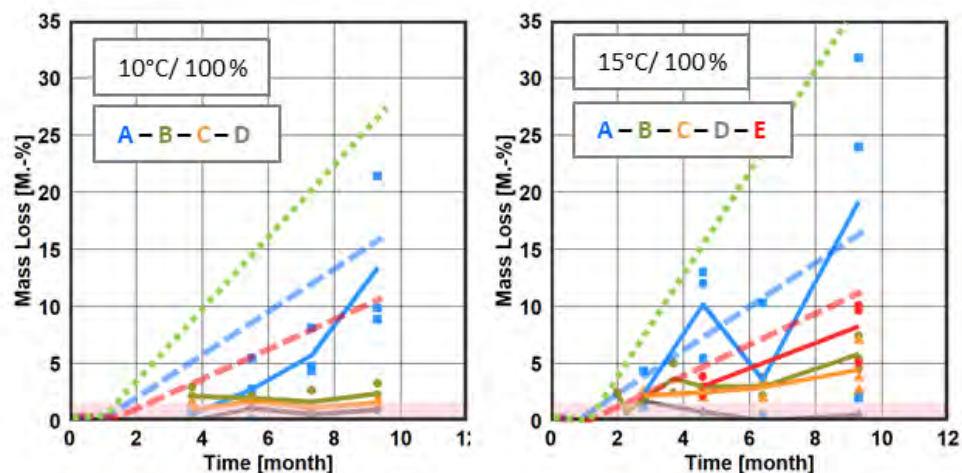 35
30
25
20
15
10
5
0
Mass Loss [M.-%]
10°C/ 100%
A – B – C – D
0 2 4 6 8 10 1
Time [month]
35
30
25
20
15
10
5
0
Mass Loss [M.-%]
15°C/ 100%
A – B – C – D – E
0 2 4 6 8 10 12
Time [month]